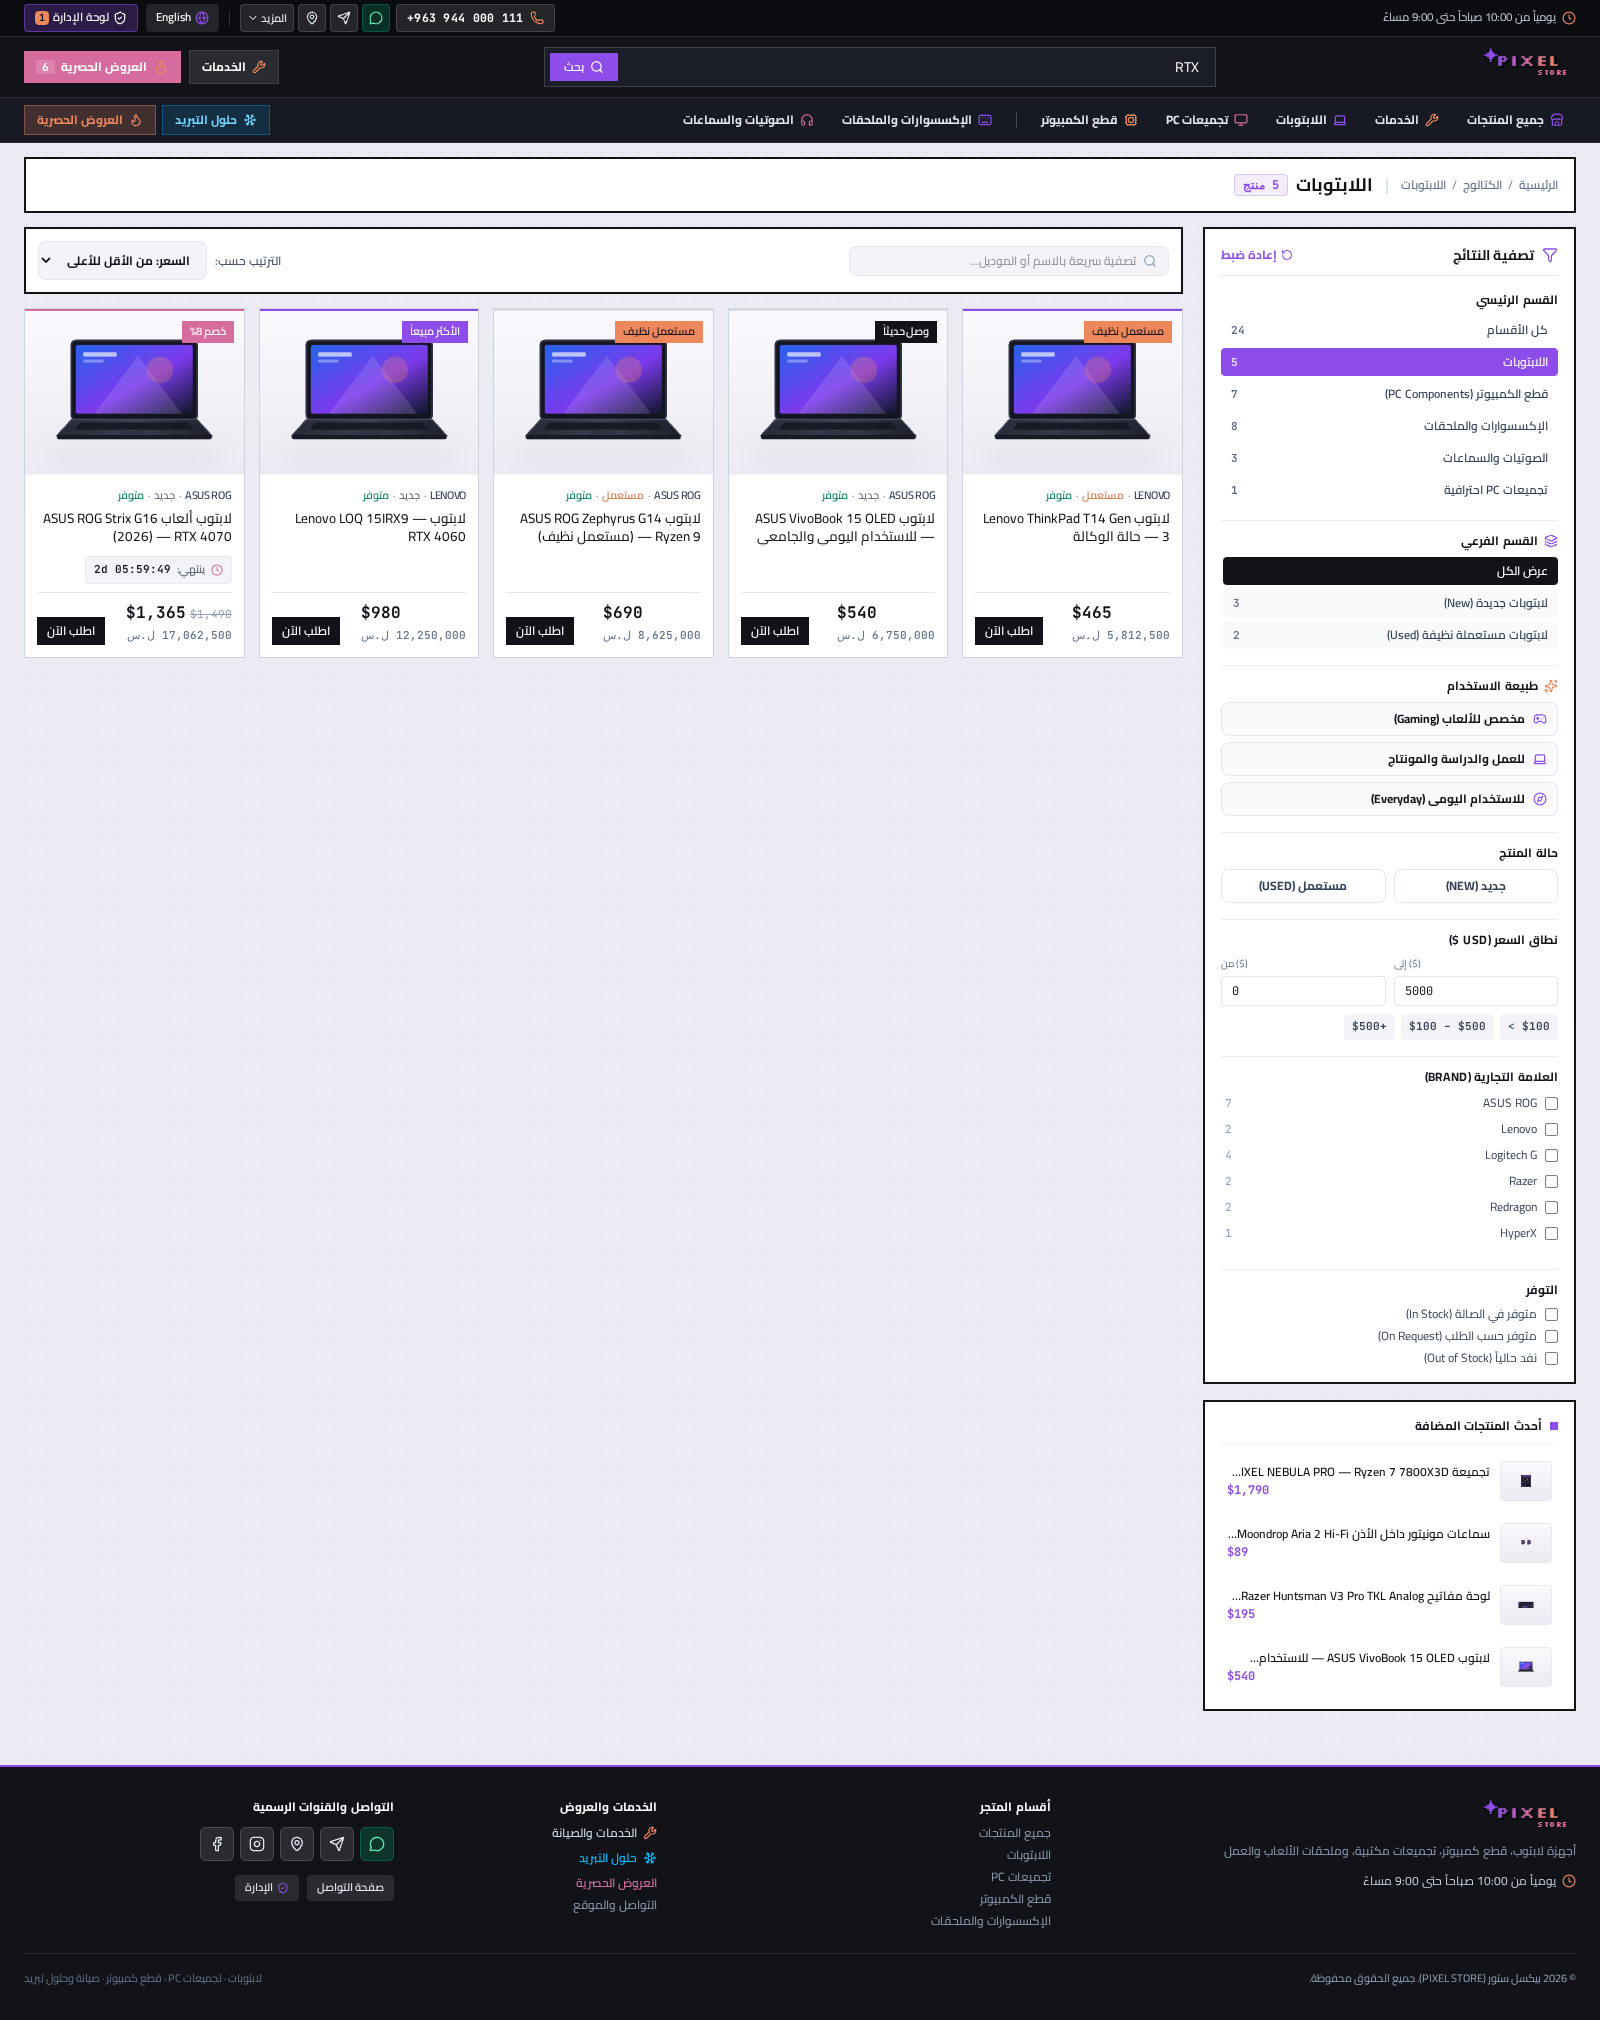 يومياً من 10:00 صباحاً حتى 9:00 مساءً
+963 944 000 111
المزيد
English
لوحة الإدارة 1
PIXEL
STORE
RTX
بحث
الخدمات
العروض الحصرية 6
جميع المنتجات
الخدمات
اللابتوبات
تجميعات PC
قطع الكمبيوتر
الإكسسوارات والملحقات
الصوتيات والسماعات
حلول التبريد
العروض الحصرية
الرئيسية / الكتالوج / اللابتوبات
اللابتوبات
5 منتج
تصفية النتائج
إعادة ضبط
القسم الرئيسي
كل الأقسام 24
اللابتوبات 5
قطع الكمبيوتر (PC Components) 7
الإكسسوارات والملحقات 8
الصوتيات والسماعات 3
تجميعات PC احترافية 1
القسم الفرعي
عرض الكل
لابتوبات جديدة (New) 3
لابتوبات مستعملة نظيفة (Used) 2
طبيعة الاستخدام
مخصص للألعاب (Gaming)
للعمل والدراسة والمونتاج
للاستخدام اليومي (Everyday)
حالة المنتج
جديد (NEW)
مستعمل (USED)
نطاق السعر (USD $)
إلى ($)
من ($)
5000
0
< $100
$100 - $500
$500+
العلامة التجارية (BRAND)
ASUS ROG 7
Lenovo 2
Logitech G 4
Razer 2
Redragon 2
HyperX 1
التوفر
متوفر في الصالة (In Stock)
متوفر حسب الطلب (On Request)
نفد حالياً (Out of Stock)
أحدث المنتجات المضافة
تجميعة IXEL NEBULA PRO — Ryzen 7 7800X3D...
$1,790
سماعات مونيتور داخل الأذن Moondrop Aria 2 Hi-Fi...
$89
لوحة مفاتيح Razer Huntsman V3 Pro TKL Analog...
$195
لابتوب ASUS VivoBook 15 OLED — للاستخدام...
$540
تصفية سريعة بالاسم أو الموديل...
الترتيب حسب:
السعر: من الأقل للأعلى
مستعمل نظيف
LENOVO · مستعمل · متوفر
لابتوب Lenovo ThinkPad T14 Gen
3 — حالة الوكالة
$465
5,812,500 ل.س
اطلب الآن
وصل حديثاً
ASUS ROG · جديد · متوفر
لابتوب ASUS VivoBook 15 OLED
— للاستخدام اليومي والجامعي
$540
6,750,000 ل.س
اطلب الآن
مستعمل نظيف
ASUS ROG · مستعمل · متوفر
لابتوب ASUS ROG Zephyrus G14
Ryzen 9 — (مستعمل نظيف)
$690
8,625,000 ل.س
اطلب الآن
الأكثر مبيعاً
LENOVO · جديد · متوفر
لابتوب Lenovo LOQ 15IRX9 —
RTX 4060
$980
12,250,000 ل.س
اطلب الآن
خصم 8%
ASUS ROG · جديد · متوفر
لابتوب ألعاب ASUS ROG Strix G16
(2026) — RTX 4070
ينتهي: 2d 05:59:49
$1,490 $1,365
17,062,500 ل.س
اطلب الآن
PIXEL
STORE
أجهزة لابتوب، قطع كمبيوتر، تجميعات مكتبية، وملحقات الألعاب والعمل
يومياً من 10:00 صباحاً حتى 9:00 مساءً
أقسام المتجر
جميع المنتجات
اللابتوبات
تجميعات PC
قطع الكمبيوتر
الإكسسوارات والملحقات
الخدمات والعروض
الخدمات والصيانة
حلول التبريد
العروض الحصرية
التواصل والموقع
التواصل والقنوات الرسمية
صفحة التواصل
الإدارة
© 2026 بيكسل ستور (PIXEL STORE). جميع الحقوق محفوظة.
لابتوبات · تجميعات PC · قطع كمبيوتر · صيانة وحلول تبريد